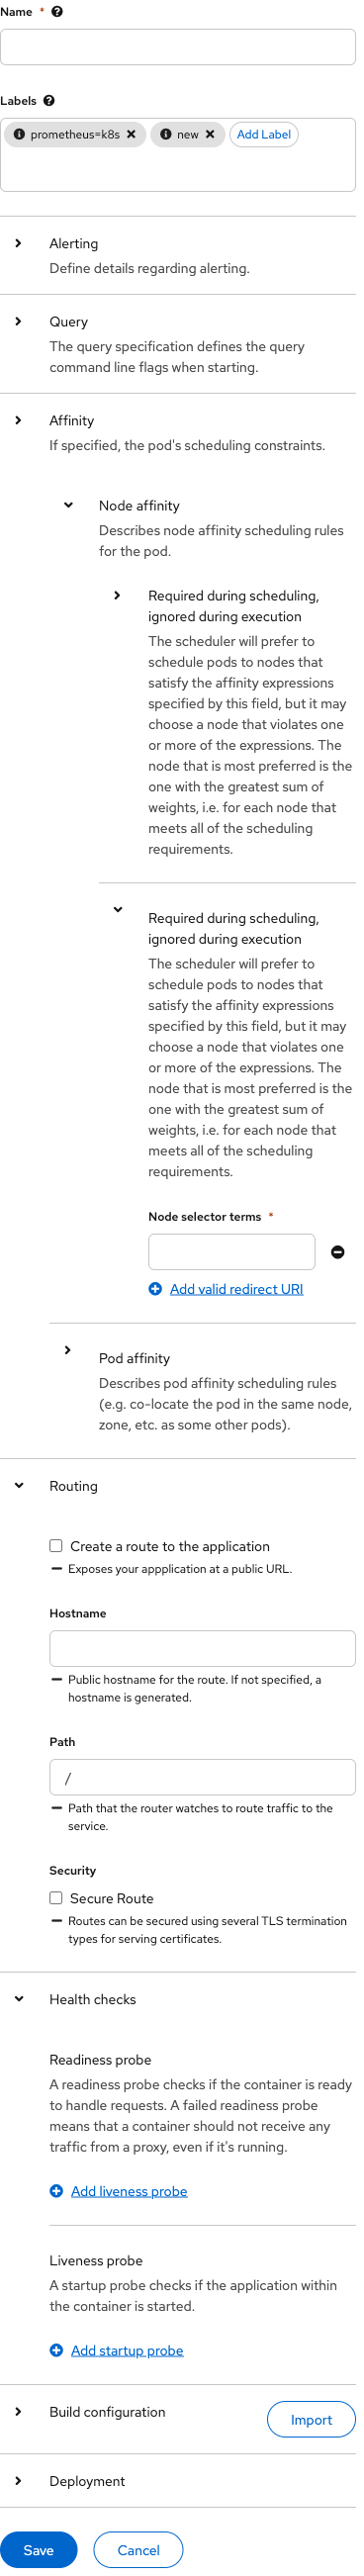 Name *
Labels
prometheus=k8s new Add Label
Alerting
Define details regarding alerting.
Query
The query specification defines the query
command line flags when starting.
Affinity
If specified, the pod's scheduling constraints.
Node affinity
Describes node affinity scheduling rules
for the pod.
Required during scheduling,
ignored during execution
The scheduler will prefer to
schedule pods to nodes that
satisfy the affinity expressions
specified by this field, but it may
choose a node that violates one
or more of the expressions. The
node that is most preferred is the
one with the greatest sum of
weights, i.e. for each node that
meets all of the scheduling
requirements.
Required during scheduling,
ignored during execution
The scheduler will prefer to
schedule pods to nodes that
satisfy the affinity expressions
specified by this field, but it may
choose a node that violates one
or more of the expressions. The
node that is most preferred is the
one with the greatest sum of
weights, i.e. for each node that
meets all of the scheduling
requirements.
Node selector terms *
Add valid redirect URI
Pod affinity
Describes pod affinity scheduling rules
(e.g. co-locate the pod in the same node,
zone, etc. as some other pods).
Routing
Create a route to the application
Exposes your appplication at a public URL.
Hostname
Public hostname for the route. If not specified, a
hostname is generated.
Path
/
Path that the router watches to route traffic to the
service.
Security
Secure Route
Routes can be secured using several TLS termination
types for serving certificates.
Health checks
Readiness probe
A readiness probe checks if the container is ready
to handle requests. A failed readiness probe
means that a container should not receive any
traffic from a proxy, even if it's running.
Add liveness probe
Liveness probe
A startup probe checks if the application within
the container is started.
Add startup probe
Build configuration Import
Deployment
Save Cancel